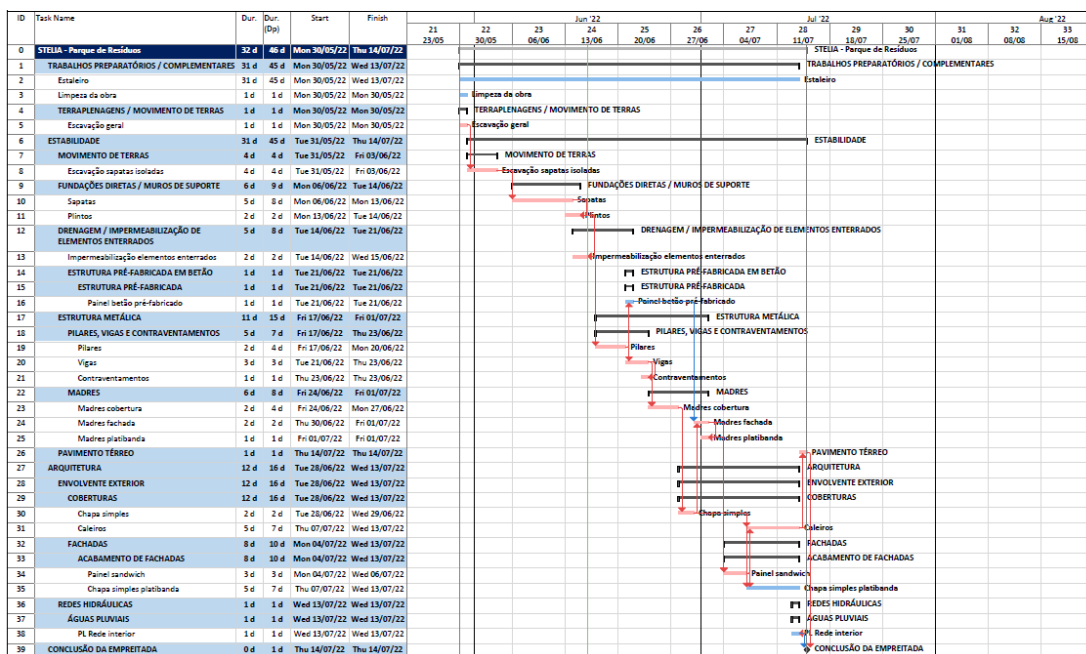 ID Task Name Dur. Dur. (Dp) Start Finish
Jun '22 Jul '22 Aug '22
21 22 23 24 25 26 27 28 29 30 31 32 33
23/05 30/05 06/06 13/06 20/06 27/06 04/07 11/07 18/07 25/07 01/08 08/08 15/08
0 STELIA - Parque de Resíduos 32 d 46 d Mon 30/05/22 Thu 14/07/22 STELIA - Parque de Resíduos
1 TRABALHOS PREPARATÓRIOS / COMPLEMENTARES 31 d 45 d Mon 30/05/22 Wed 13/07/22 TRABALHOS PREPARATÓRIOS / COMPLEMENTARES
2 Estaleiro 31 d 45 d Mon 30/05/22 Wed 13/07/22 Estaleiro
3 Limpeza da obra 1 d 1 d Mon 30/05/22 Mon 30/05/22 Limpeza da obra
4 TERRAPLENAGENS / MOVIMENTO DE TERRAS 1 d 1 d Mon 30/05/22 Mon 30/05/22 TERRAPLENAGENS / MOVIMENTO DE TERRAS
5 Escavação geral 1 d 1 d Mon 30/05/22 Mon 30/05/22 Escavação geral
6 ESTABILIDADE 31 d 45 d Tue 31/05/22 Thu 14/07/22 ESTABILIDADE
7 MOVIMENTO DE TERRAS 4 d 4 d Tue 31/05/22 Fri 03/06/22 MOVIMENTO DE TERRAS
8 Escavação sapatas isoladas 4 d 4 d Tue 31/05/22 Fri 03/06/22 Escavação sapatas isoladas
9 FUNDAÇÕES DIRETAS / MUROS DE SUPORTE 6 d 9 d Mon 06/06/22 Tue 14/06/22 FUNDAÇÕES DIRETAS / MUROS DE SUPORTE
10 Sapatas 5 d 8 d Mon 06/06/22 Mon 13/06/22 Sapatas
11 Plintos 2 d 2 d Mon 13/06/22 Tue 14/06/22 Plintos
12 DRENAGEM / IMPERMEABILIZAÇÃO DE 5 d 8 d Tue 14/06/22 Tue 21/06/22 DRENAGEM / IMPERMEABILIZAÇÃO DE ELEMENTOS ENTERRADOS
ELEMENTOS ENTERRADOS
13 Impermeabilização elementos enterrados 2 d 2 d Tue 14/06/22 Wed 15/06/22 Impermeabilização elementos enterrados
14 ESTRUTURA PRÉ-FABRICADA EM BETÃO 1 d 1 d Tue 21/06/22 Tue 21/06/22 ESTRUTURA PRÉ-FABRICADA EM BETÃO
15 ESTRUTURA PRÉ-FABRICADA 1 d 1 d Tue 21/06/22 Tue 21/06/22 ESTRUTURA PRÉ-FABRICADA
16 Painel betão pré-fabricado 1 d 1 d Tue 21/06/22 Tue 21/06/22 Painel betão pré-fabricado
17 ESTRUTURA METÁLICA 11 d 15 d Fri 17/06/22 Fri 01/07/22 ESTRUTURA METÁLICA
18 PILARES, VIGAS E CONTRAVENTAMENTOS 5 d 7 d Fri 17/06/22 Thu 23/06/22 PILARES, VIGAS E CONTRAVENTAMENTOS
19 Pilares 2 d 4 d Fri 17/06/22 Mon 20/06/22 Pilares
20 Vigas 3 d 3 d Tue 21/06/22 Thu 23/06/22 Vigas
21 Contraventamentos 1 d 1 d Thu 23/06/22 Thu 23/06/22 Contraventamentos
22 MADRES 6 d 8 d Fri 24/06/22 Fri 01/07/22 MADRES
23 Madres cobertura 2 d 4 d Fri 24/06/22 Mon 27/06/22 Madres cobertura
24 Madres fachada 2 d 2 d Thu 30/06/22 Fri 01/07/22 Madres fachada
25 Madres platibanda 1 d 1 d Fri 01/07/22 Fri 01/07/22 Madres platibanda
26 PAVIMENTO TÉRREO 1 d 1 d Thu 14/07/22 Thu 14/07/22 PAVIMENTO TÉRREO
27 ARQUITETURA 12 d 16 d Tue 28/06/22 Wed 13/07/22 ARQUITETURA
28 ENVOLVENTE EXTERIOR 12 d 16 d Tue 28/06/22 Wed 13/07/22 ENVOLVENTE EXTERIOR
29 COBERTURAS 12 d 16 d Tue 28/06/22 Wed 13/07/22 COBERTURAS
30 Chapa simples 2 d 2 d Tue 28/06/22 Wed 29/06/22 Chapa simples
31 Caleiros 5 d 7 d Thu 07/07/22 Wed 13/07/22 Caleiros
32 FACHADAS 8 d 10 d Mon 04/07/22 Wed 13/07/22 FACHADAS
33 ACABAMENTO DE FACHADAS 8 d 10 d Mon 04/07/22 Wed 13/07/22 ACABAMENTO DE FACHADAS
34 Painel sandwich 3 d 3 d Mon 04/07/22 Wed 06/07/22 Painel sandwich
35 Chapa simples platibanda 5 d 7 d Thu 07/07/22 Wed 13/07/22 Chapa simples platibanda
36 REDES HIDRÁULICAS 1 d 1 d Wed 13/07/22 Wed 13/07/22 REDES HIDRÁULICAS
37 ÁGUAS PLUVIAIS 1 d 1 d Wed 13/07/22 Wed 13/07/22 ÁGUAS PLUVIAIS
38 PL Rede interior 1 d 1 d Wed 13/07/22 Wed 13/07/22 PL Rede interior
39 CONCLUSÃO DA EMPREITADA 0 d 1 d Thu 14/07/22 Thu 14/07/22 CONCLUSÃO DA EMPREITADA